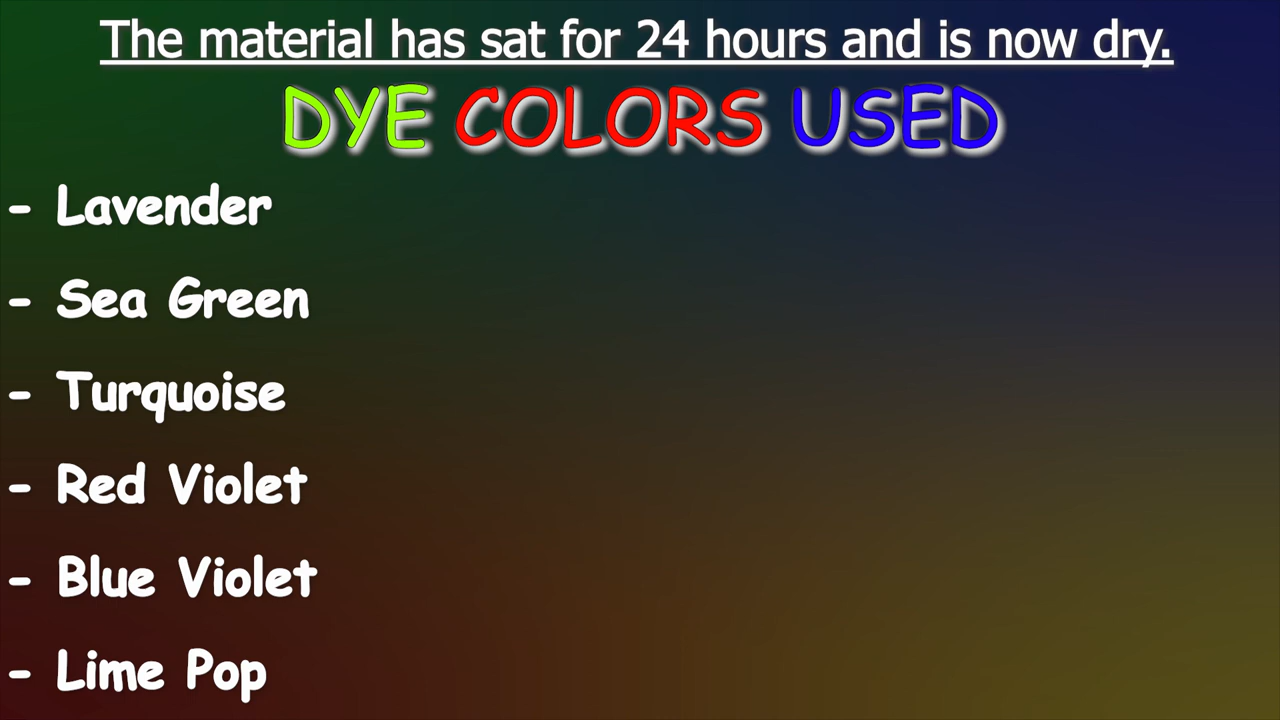 The material has sat for 24 hours and is now dry.
DYE COLORS USED
- Lavender
- Sea Green
- Turquoise
- Red Violet
- Blue Violet
- Lime Pop